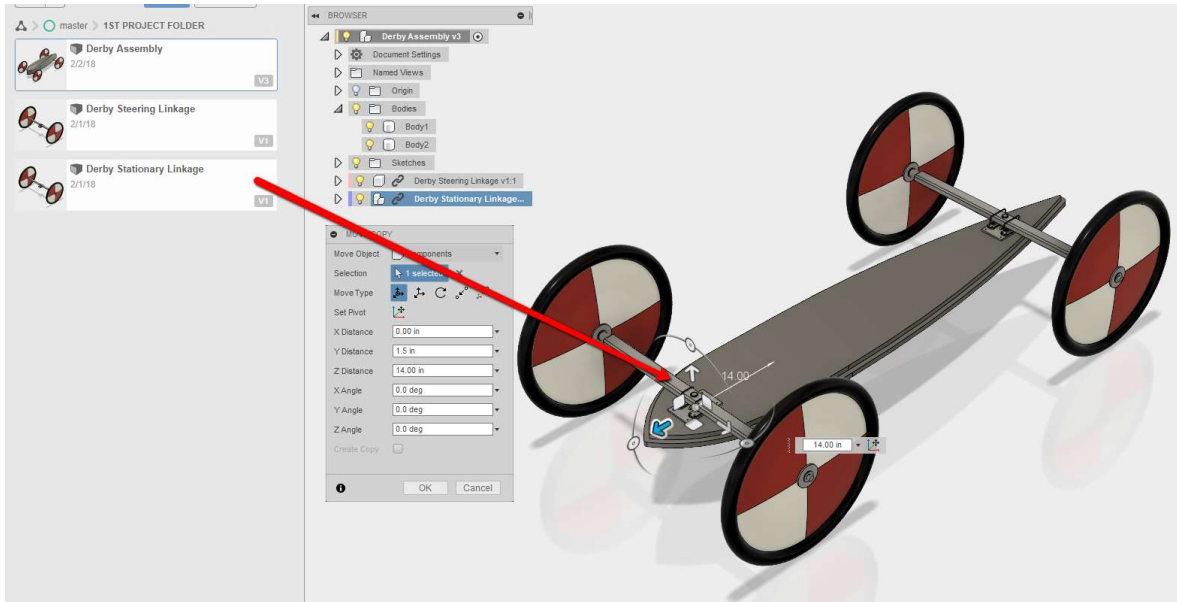 master > 1ST PROJECT FOLDER
Derby Assembly
2/2/18
V3
Derby Steering Linkage
2/1/18
V1
Derby Stationary Linkage
2/1/18
V1
BROWSER
Derby Assembly v3
Document Settings
Named Views
Origin
Bodies
Body1
Body2
Sketches
Derby Steering Linkage v1:1
Derby Stationary Linkage...
Move Object
Selection 1 selected
Move Type
Set Pivot
X Distance 0.00 in
Y Distance 1.5 in
Z Distance 14.00 in
X Angle 0.0 deg
Y Angle 0.0 deg
Z Angle 0.0 deg
Create Copy
OK Cancel
14.00
14.00 in